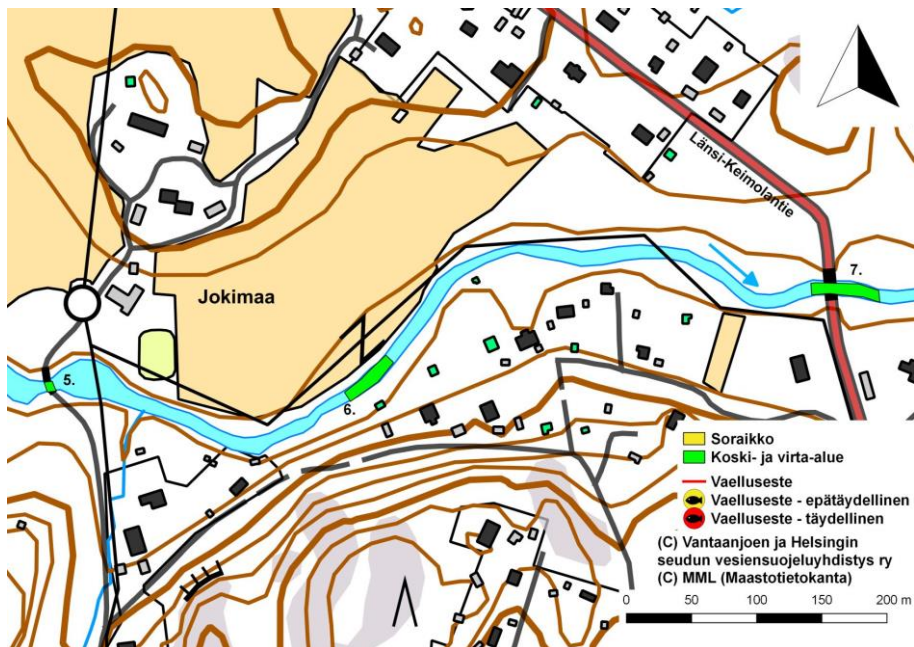 Länsi-Keimolantie
7.
Jokimaa
5.
6.
Soraikko
Koski- ja virta-alue
Vaelluseste
Vaelluseste - epätäydellinen
Vaelluseste - täydellinen
(C) Vantaanjoen ja Helsingin
seudun vesiensuojeluyhdistys ry
(C) MML (Maastotietokanta)
0 50 100 150 200 m